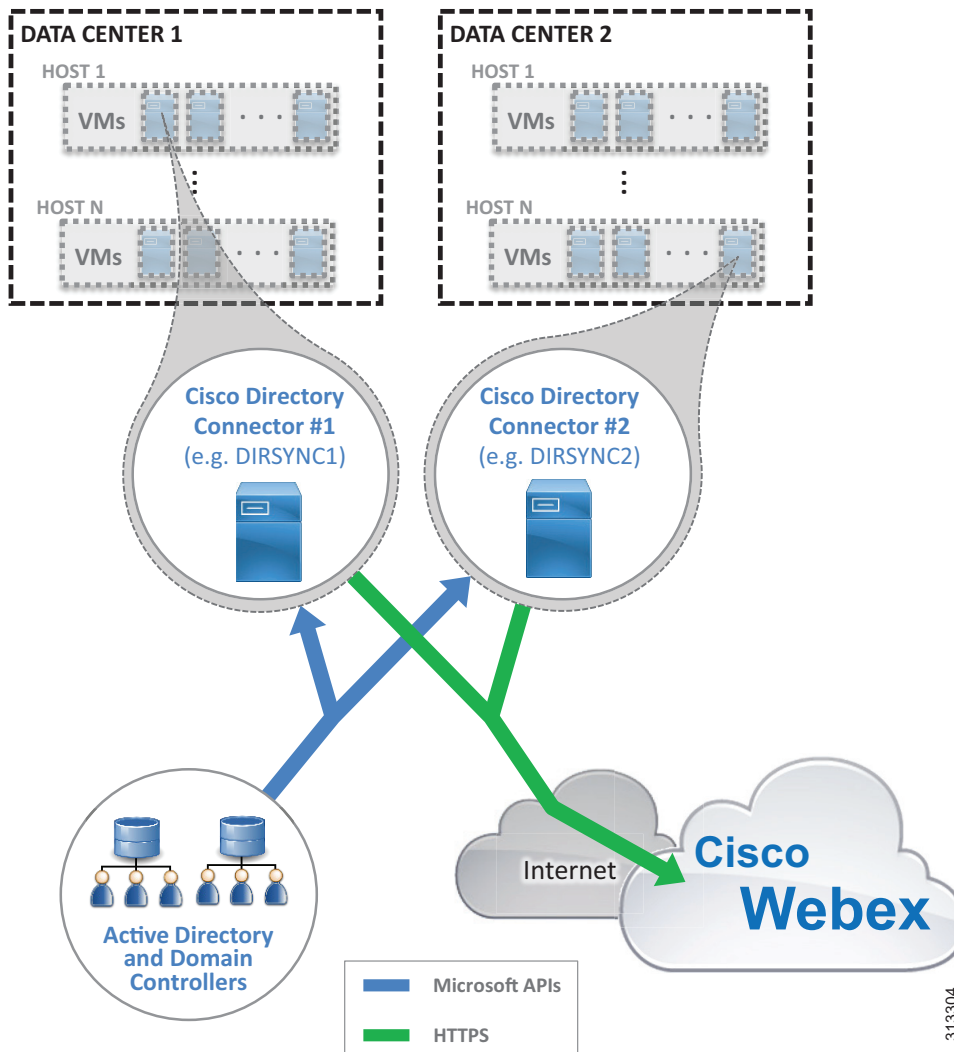 DATA CENTER 1
HOST 1
VMs
HOST N
VMs
DATA CENTER 2
HOST 1
VMs
HOST N
VMs
Cisco Directory
Connector #1
(e.g. DIRSYNC1)
Cisco Directory
Connector #2
(e.g. DIRSYNC2)
Internet
Cisco
Webex
Active Directory
and Domain
Controllers
Microsoft APIs
HTTPS
313304